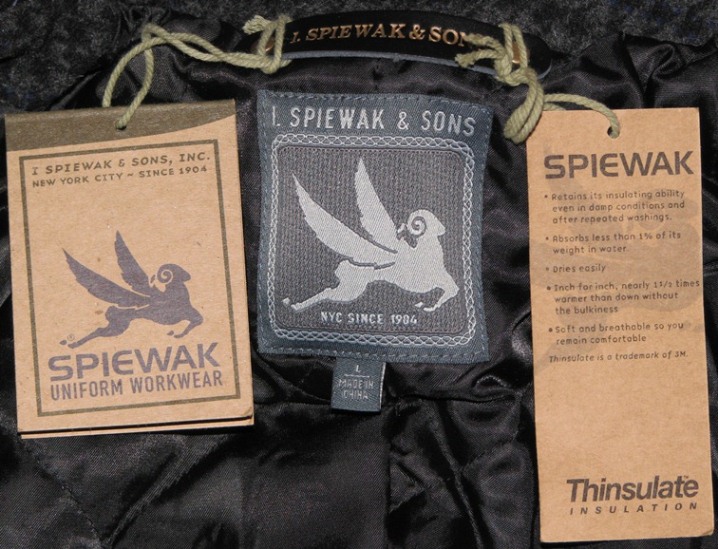 I. SPIEWAK & SONS
I SPIEWAK & SONS, INC.
NEW YORK CITY ~ SINCE 1904
®
SPIEWAK
UNIFORM WORKWEAR
I. SPIEWAK & SONS
NYC SINCE 1904
L
MADE IN
CHINA
SPIEWAK
• Retains its insulating ability
even in damp conditions and
after repeated washings.
• Absorbs less than 1% of its
weight in water.
• Dries easily
• Inch for inch, nearly 1 1/2 times
warmer than down without
the bulkiness
• Soft and breathable so you
remain comfortable
Thinsulate is a trademark of 3M.
Thinsulate™
INSULATION